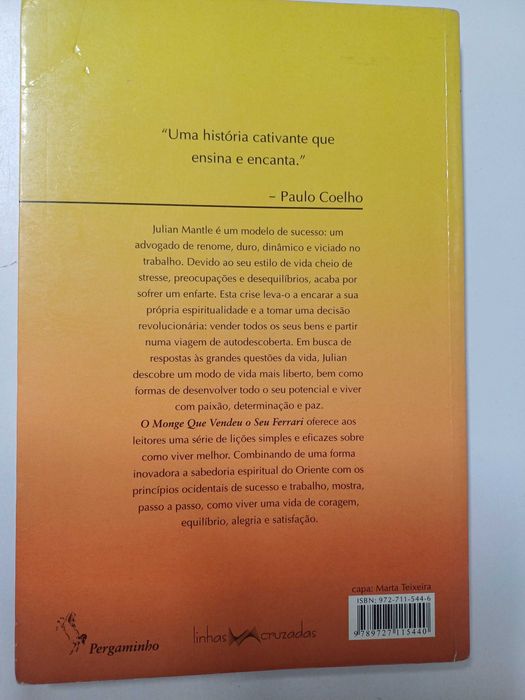 “Uma história cativante que
ensina e encanta.”
– Paulo Coelho
Julian Mantle é um modelo de sucesso: um
advogado de renome, duro, dinâmico e viciado no
trabalho. Devido ao seu estilo de vida cheio de
stresse, preocupações e desequilíbrios, acaba por
sofrer um enfarte. Esta crise leva-o a encarar a sua
própria espiritualidade e a tomar uma decisão
revolucionária: vender todos os seus bens e partir
numa viagem de autodescoberta. Em busca de
respostas às grandes questões da vida, Julian
descobre um modo de vida mais liberto, bem como
formas de desenvolver todo o seu potencial e viver
com paixão, determinação e paz.
O Monge Que Vendeu o Seu Ferrari oferece aos
leitores uma série de lições simples e eficazes sobre
como viver melhor. Combinando de uma forma
inovadora a sabedoria espiritual do Oriente com os
princípios ocidentais de sucesso e trabalho, mostra,
passo a passo, como viver uma vida de coragem,
equilíbrio, alegria e satisfação.
capa: Marta Teixeira
ISBN: 972-711-544-6
9789727115440
Pergaminho
linhas cruzadas